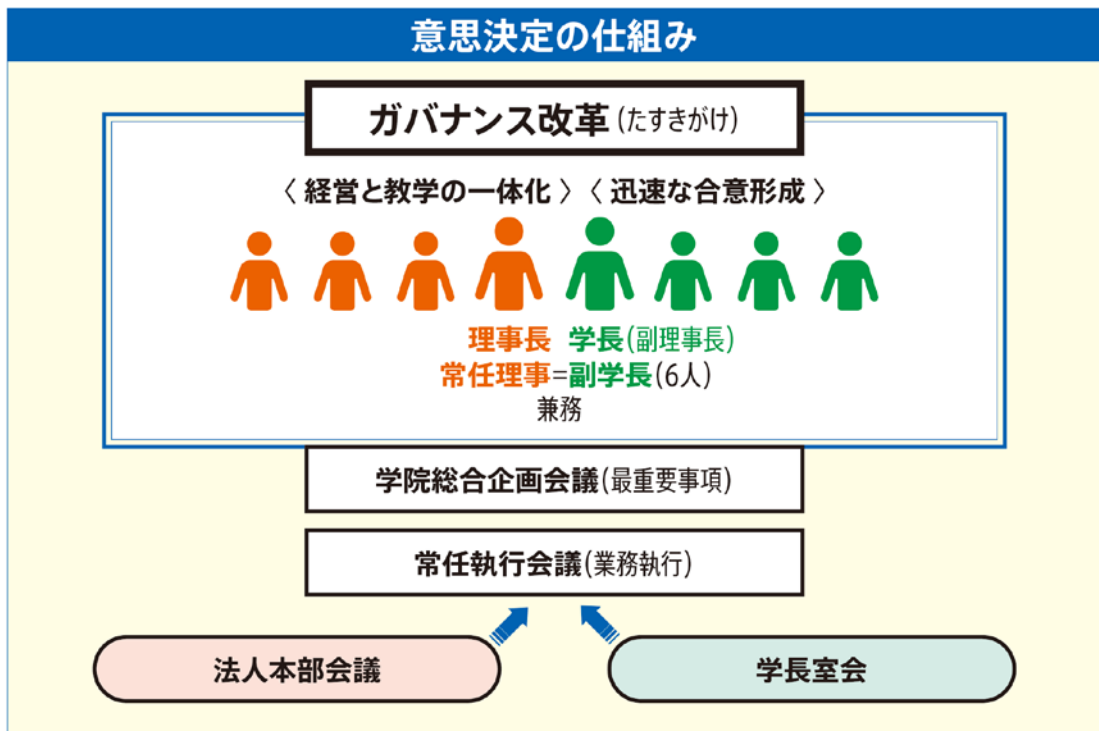 意思決定の仕組み
ガバナンス改革(たすきがけ)
〈 経営と教学の一体化 〉〈 迅速な合意形成 〉
理事長 学長(副理事長)
常任理事=副学長(6人)
兼務
学院総合企画会議(最重要事項)
常任執行会議(業務執行)
法人本部会議 学長室会